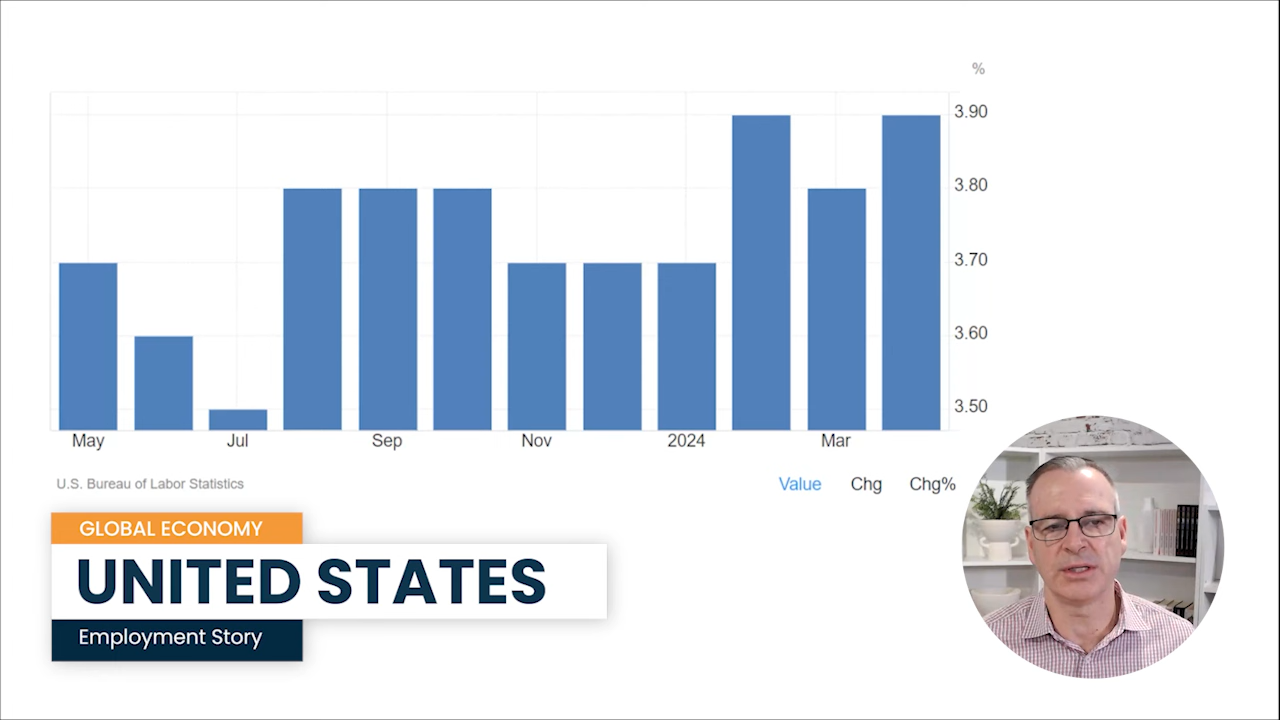 %
3.90
3.80
3.70
3.60
3.50
May Jul Sep Nov 2024 Mar
U.S. Bureau of Labor Statistics
Value Chg Chg%
GLOBAL ECONOMY
UNITED STATES
Employment Story